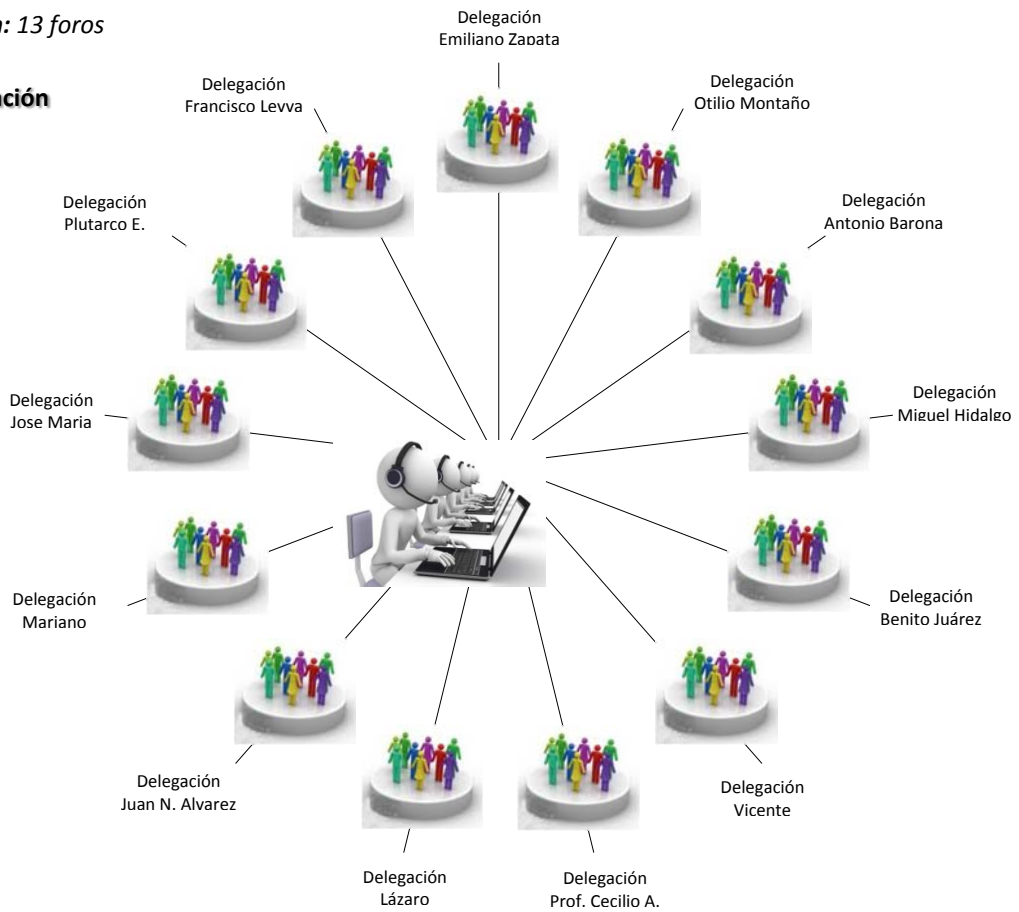 : 13 foros
Delegación
Emiliano Zapata
ación
Delegación
Francisco Leyva
Delegación
Otilio Montaño
Delegación
Plutarco E.
Delegación
Antonio Barona
Delegación
Jose Maria
Delegación
Miguel Hidalgo
Delegación
Mariano
Delegación
Benito Juárez
Delegación
Juan N. Alvarez
Delegación
Vicente
Delegación
Lázaro
Delegación
Prof. Cecilio A.